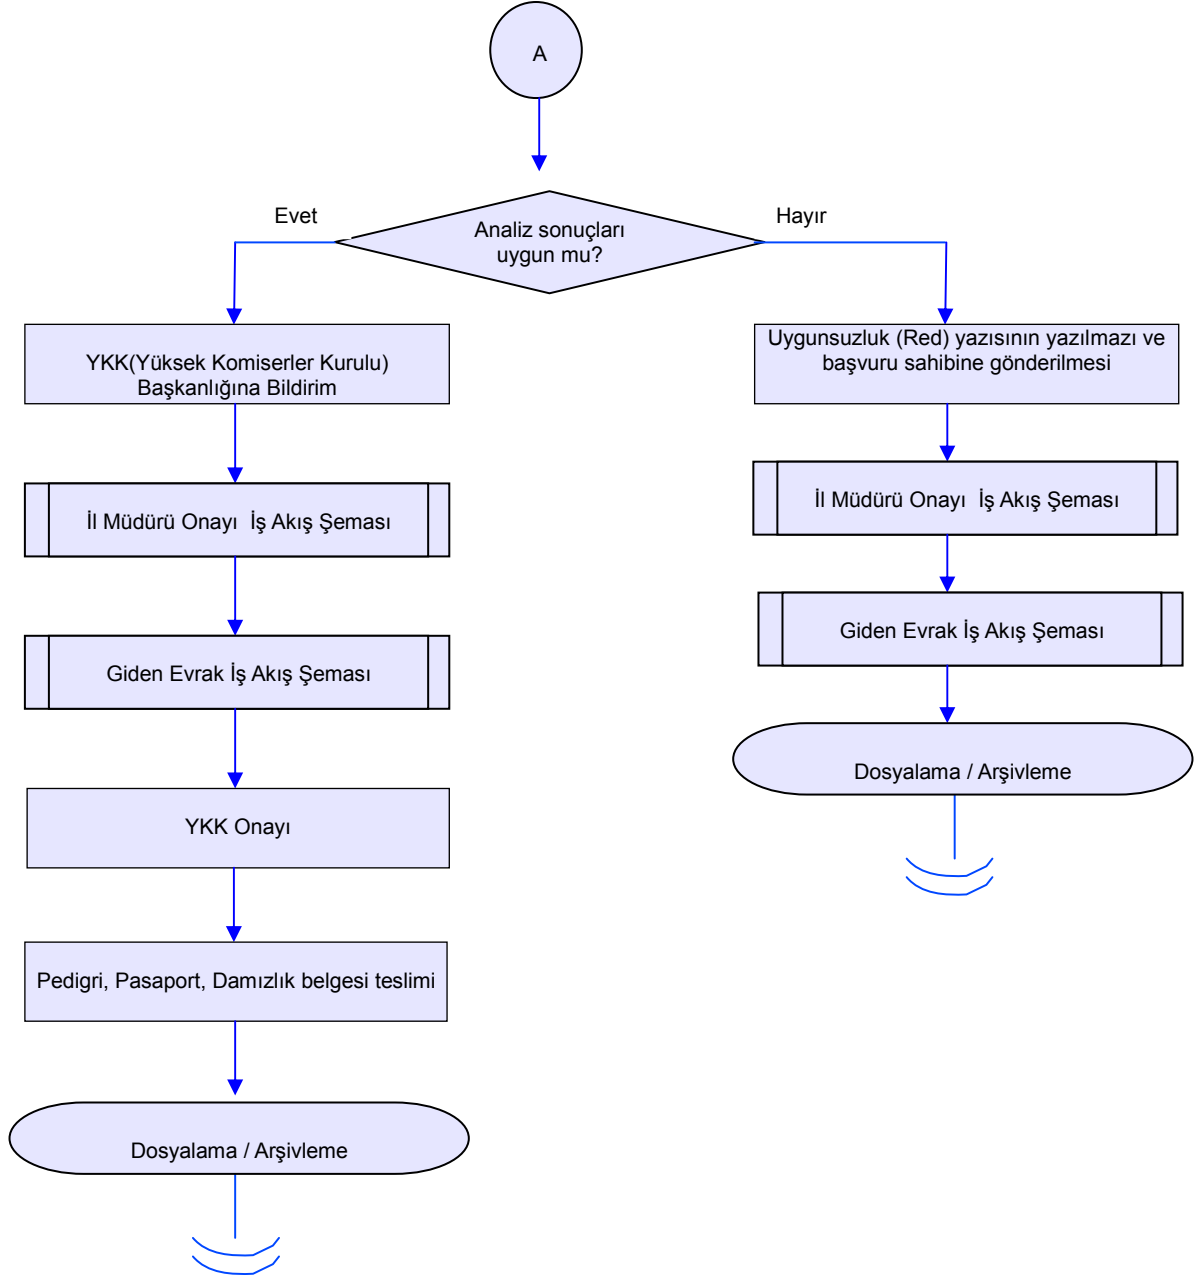 A
Evet
Hayır
Analiz sonuçları
uygun mu?
YKK(Yüksek Komiserler Kurulu)
Başkanlığına Bildirim
İl Müdürü Onayı  İş Akış Şeması
Giden Evrak İş Akış Şeması
YKK Onayı
Pedigri, Pasaport, Damızlık belgesi teslimi
Dosyalama / Arşivleme
Uygunsuzluk (Red) yazısının yazılmazı ve
başvuru sahibine gönderilmesi
İl Müdürü Onayı  İş Akış Şeması
Giden Evrak İş Akış Şeması
Dosyalama / Arşivleme